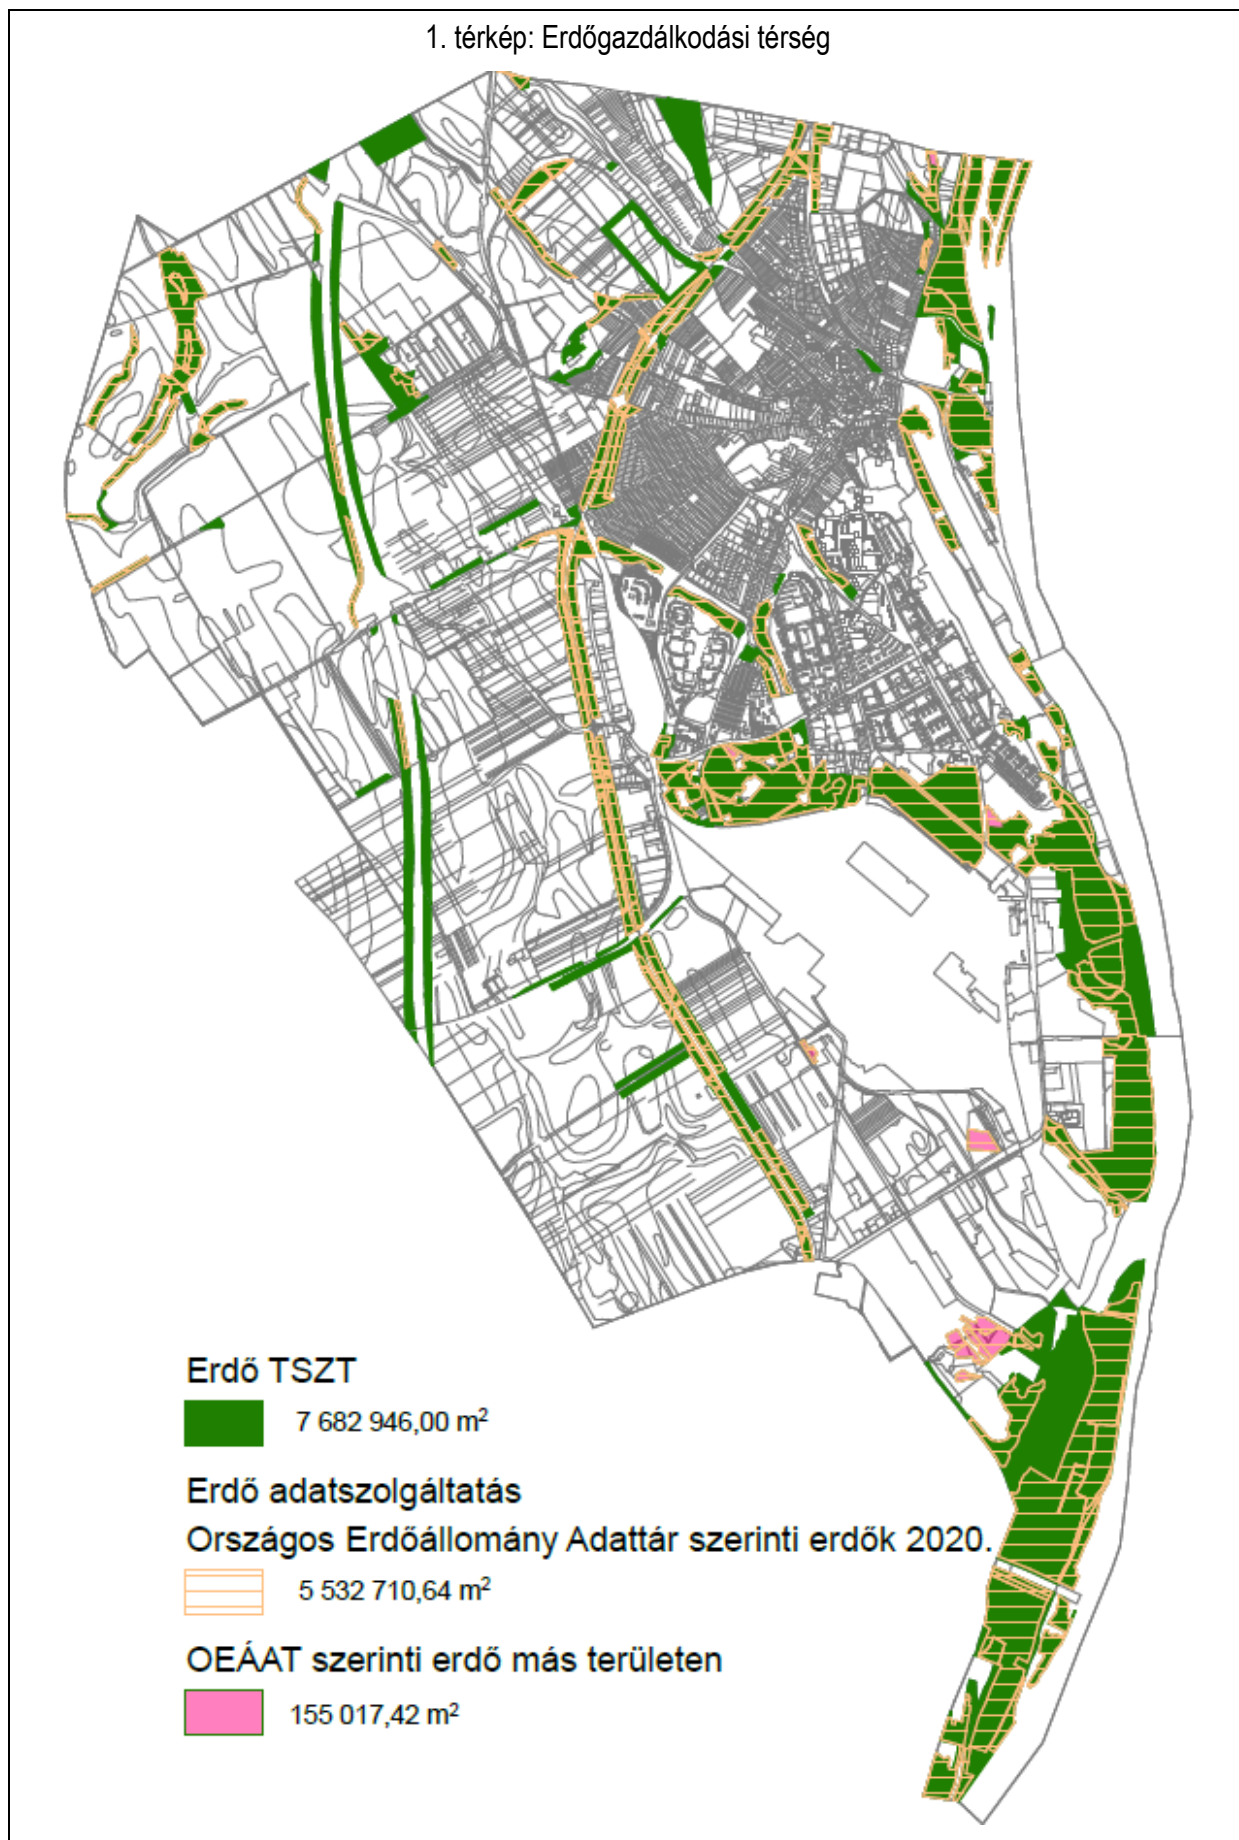 1. térkép: Erdőgazdálkodási térség
Erdő TSZT
7 682 946,00 m²
Erdő adatszolgáltatás
Országos Erdőállomány Adattár szerinti erdők 2020.
5 532 710,64 m²
OEÁAT szerinti erdő más területen
155 017,42 m²